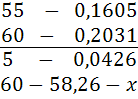 55 – 0,1605
60 – 0,2031
5 – 0,0426
60 – 58,26 – x